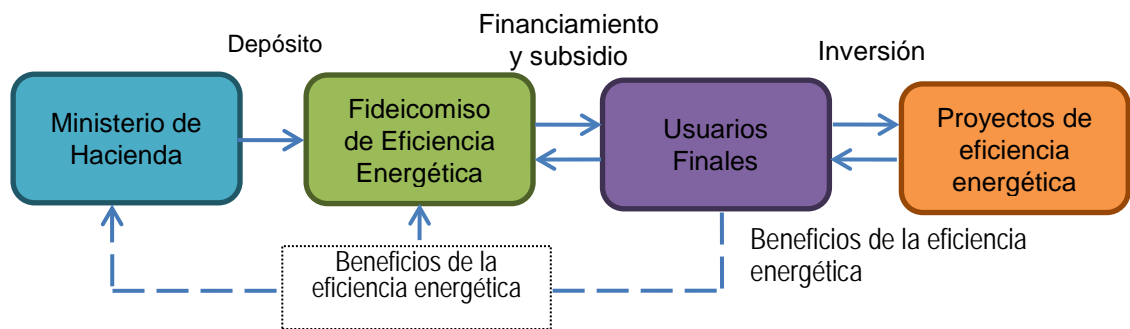 Depósito
Financiamiento
y subsidio
Inversión
Ministerio de
Hacienda
Fideicomiso
de Eficiencia
Energética
Usuarios
Finales
Proyectos de
eficiencia
energética
Beneficios de la
eficiencia energética
Beneficios de la eficiencia
energética